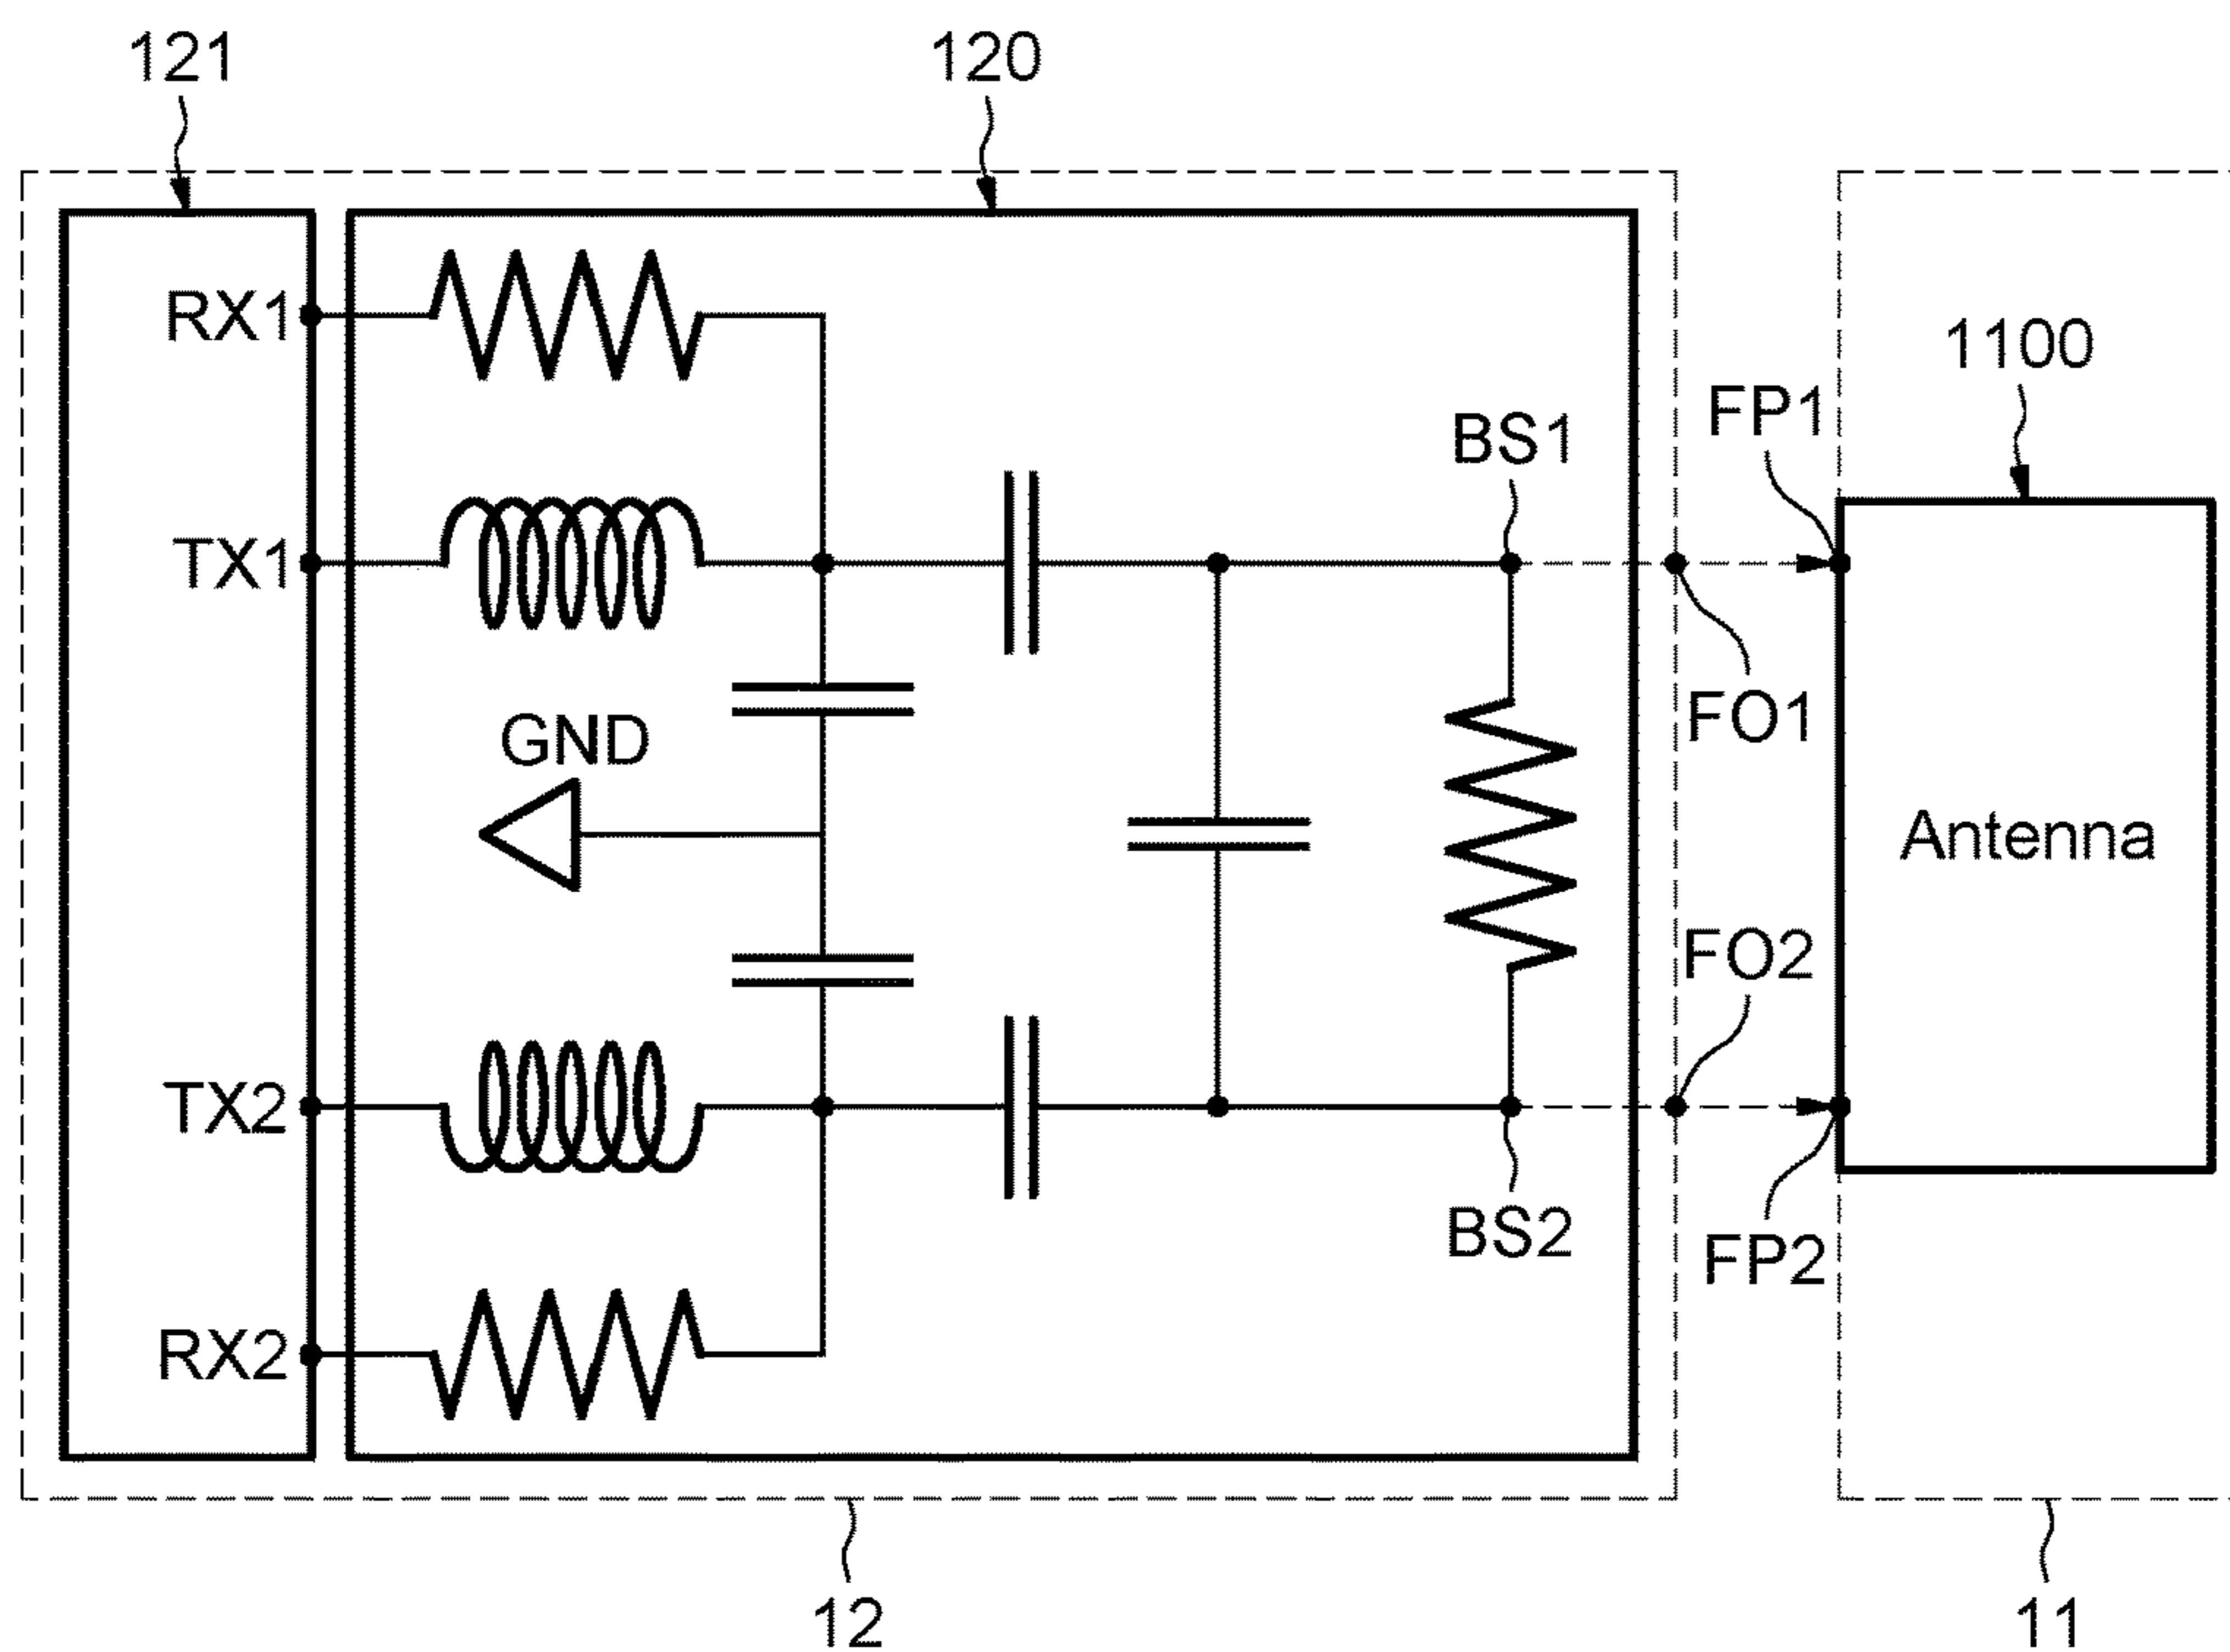 121
120
RX1
1100
FP1
BS1
TX1
FO1
GND
Antenna
FO2
TX2
BS2
FP2
RX2
12
11